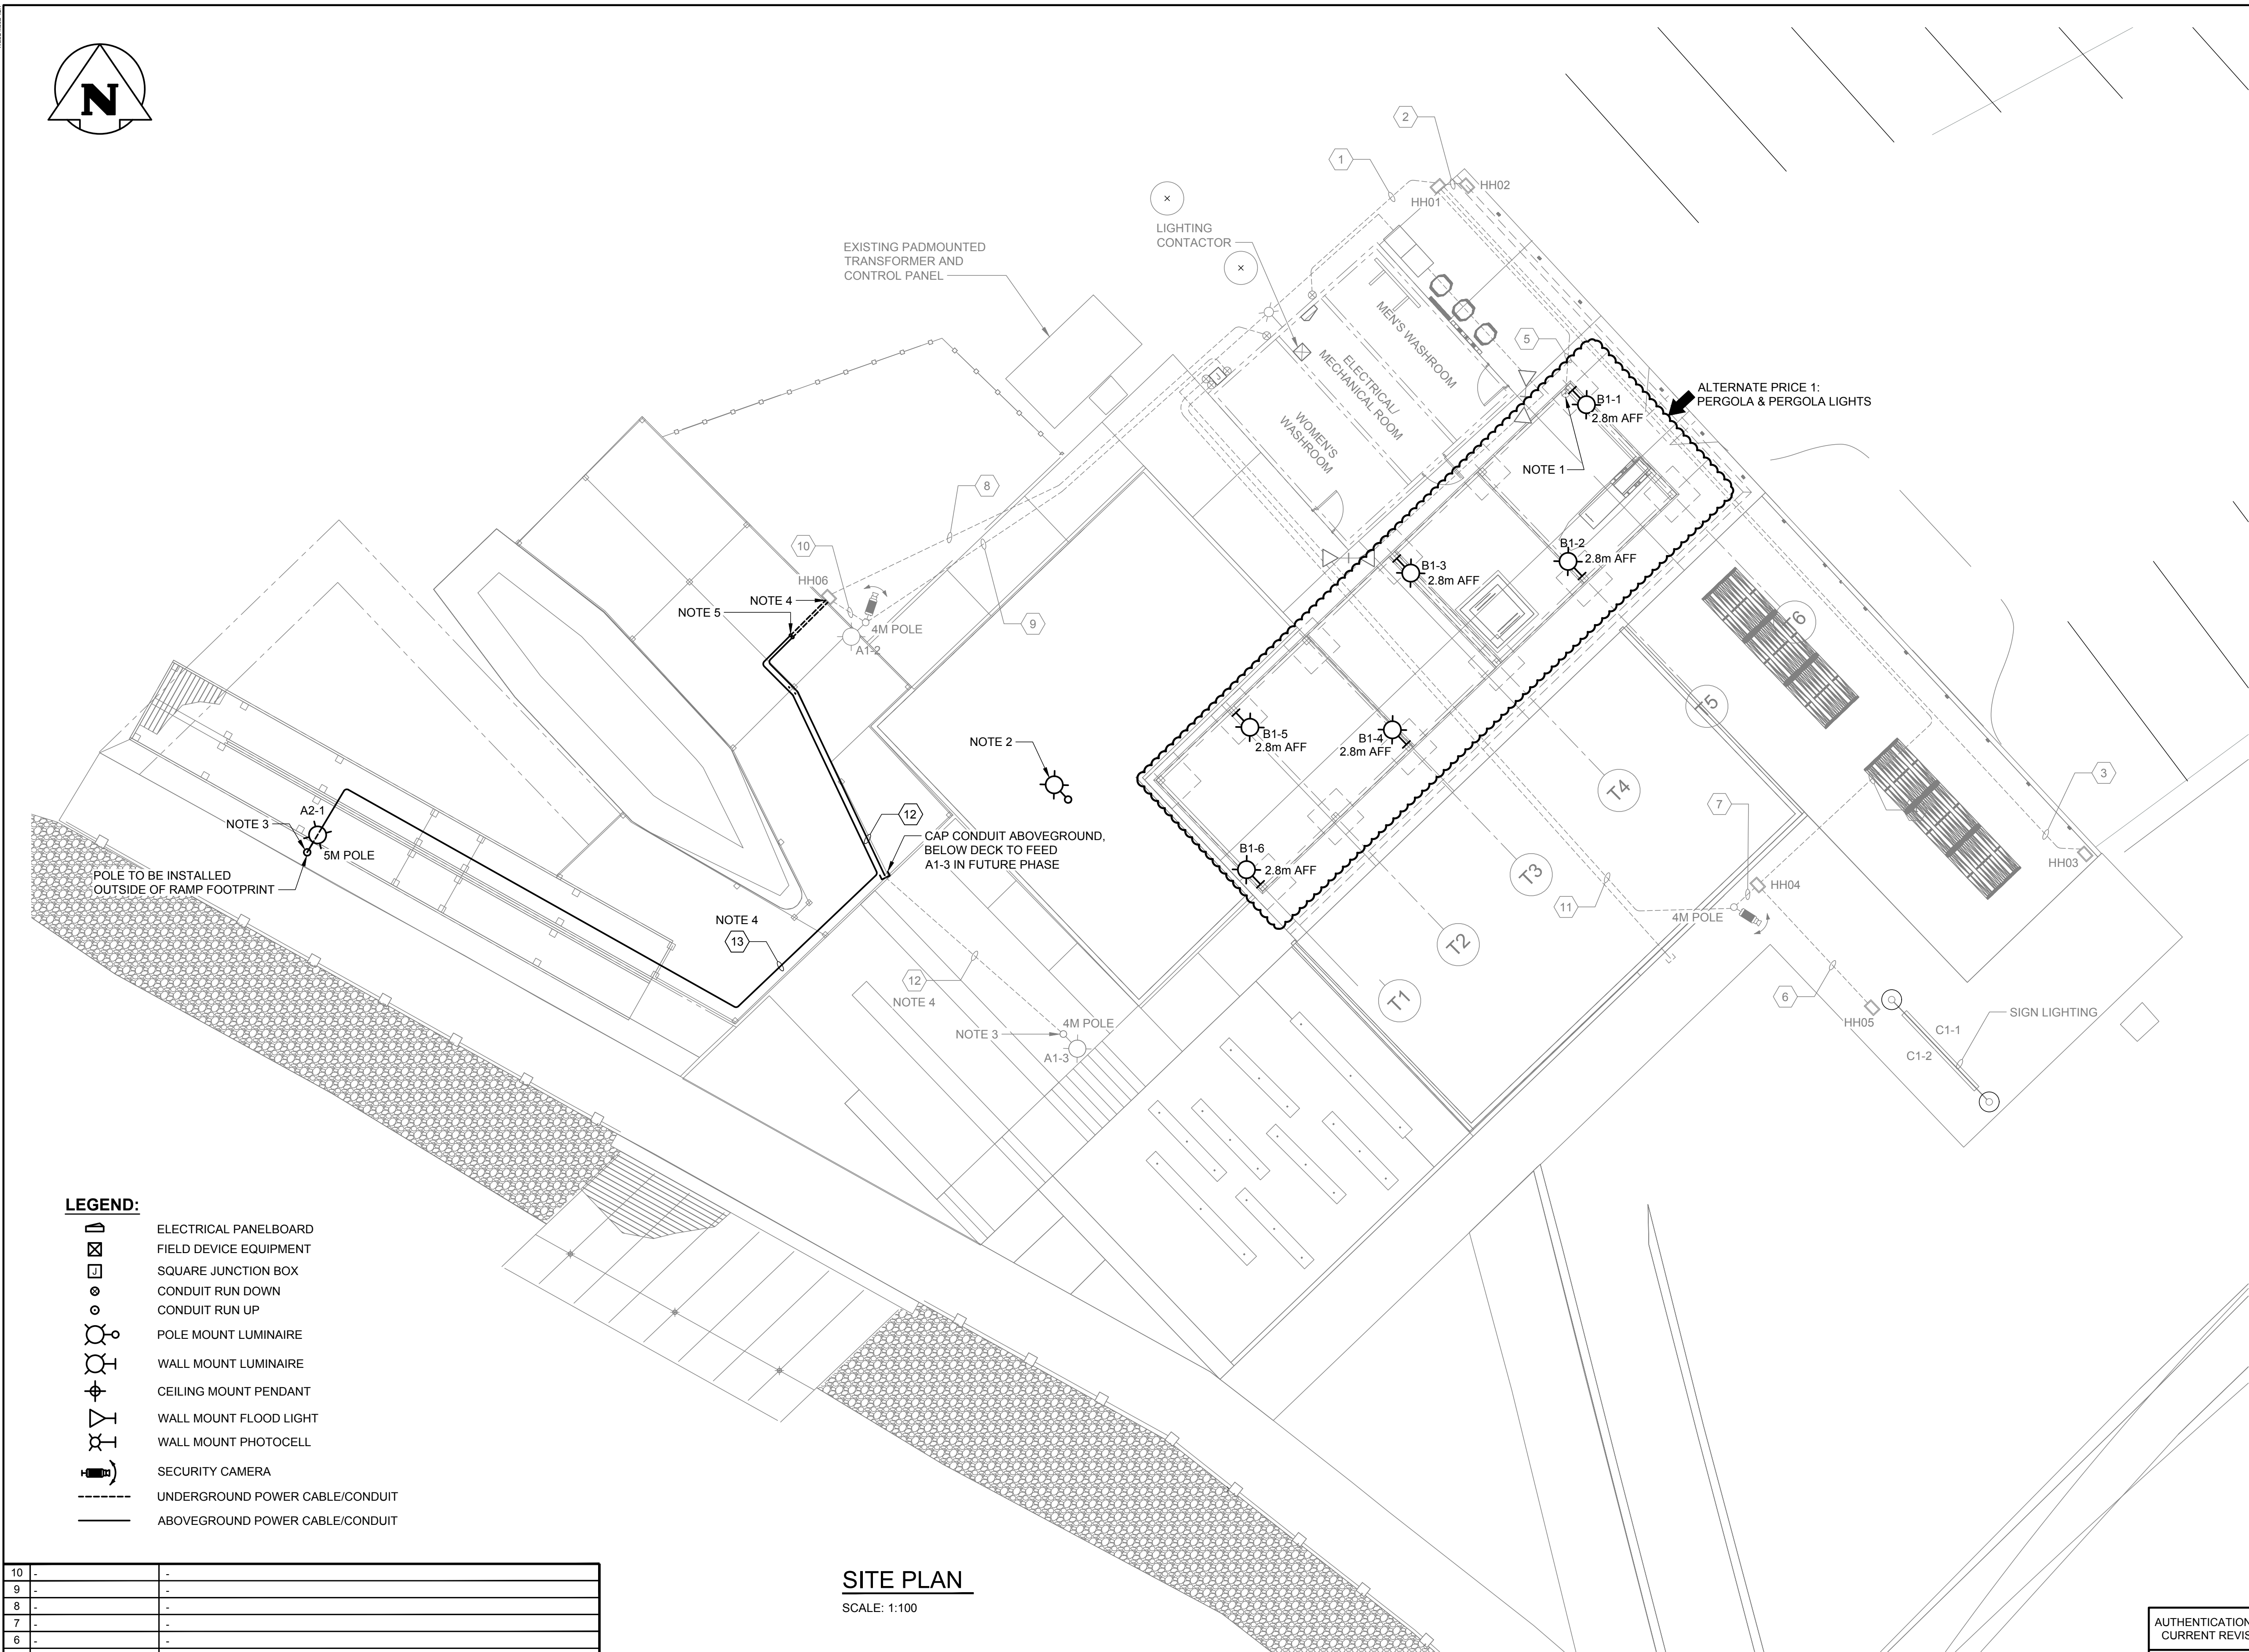 N
2
1
HH02
HH01
LIGHTING
CONTACTOR
EXISTING PADMOUNTED
TRANSFORMER AND
CONTROL PANEL
MEN'S WASHROOM
ELECTRICAL/
MECHANICAL ROOM
WOMEN'S
WASHROOM
J
5
ALTERNATE PRICE 1:
PERGOLA & PERGOLA LIGHTS
B1-1
2.8m AFF
NOTE 1
8
10
9
HH06
NOTE 4
NOTE 5
4M POLE
A1-2
B1-2
2.8m AFF
B1-3
2.8m AFF
T6
T5
B1-5
2.8m AFF
B1-4
2.8m AFF
NOTE 2
T4
3
7
A2-1
NOTE 3
5M POLE
POLE TO BE INSTALLED
OUTSIDE OF RAMP FOOTPRINT
12
CAP CONDUIT ABOVEGROUND,
BELOW DECK TO FEED
A1-3 IN FUTURE PHASE
B1-6
2.8m AFF
T3
HH03
HH04
11
4M POLE
NOTE 4
13
T2
12
NOTE 4
T1
6
HH05
C1-1
C1-2
SIGN LIGHTING
NOTE 3
4M POLE
A1-3
LEGEND:
ELECTRICAL PANELBOARD
FIELD DEVICE EQUIPMENT
J SQUARE JUNCTION BOX
CONDUIT RUN DOWN
CONDUIT RUN UP
POLE MOUNT LUMINAIRE
WALL MOUNT LUMINAIRE
CEILING MOUNT PENDANT
WALL MOUNT FLOOD LIGHT
WALL MOUNT PHOTOCELL
SECURITY CAMERA
UNDERGROUND POWER CABLE/CONDUIT
ABOVEGROUND POWER CABLE/CONDUIT
10 - -
9 - -
8 - -
7 - -
6 - -
SITE PLAN
SCALE: 1:100
AUTHENTICATION
CURRENT REVIS